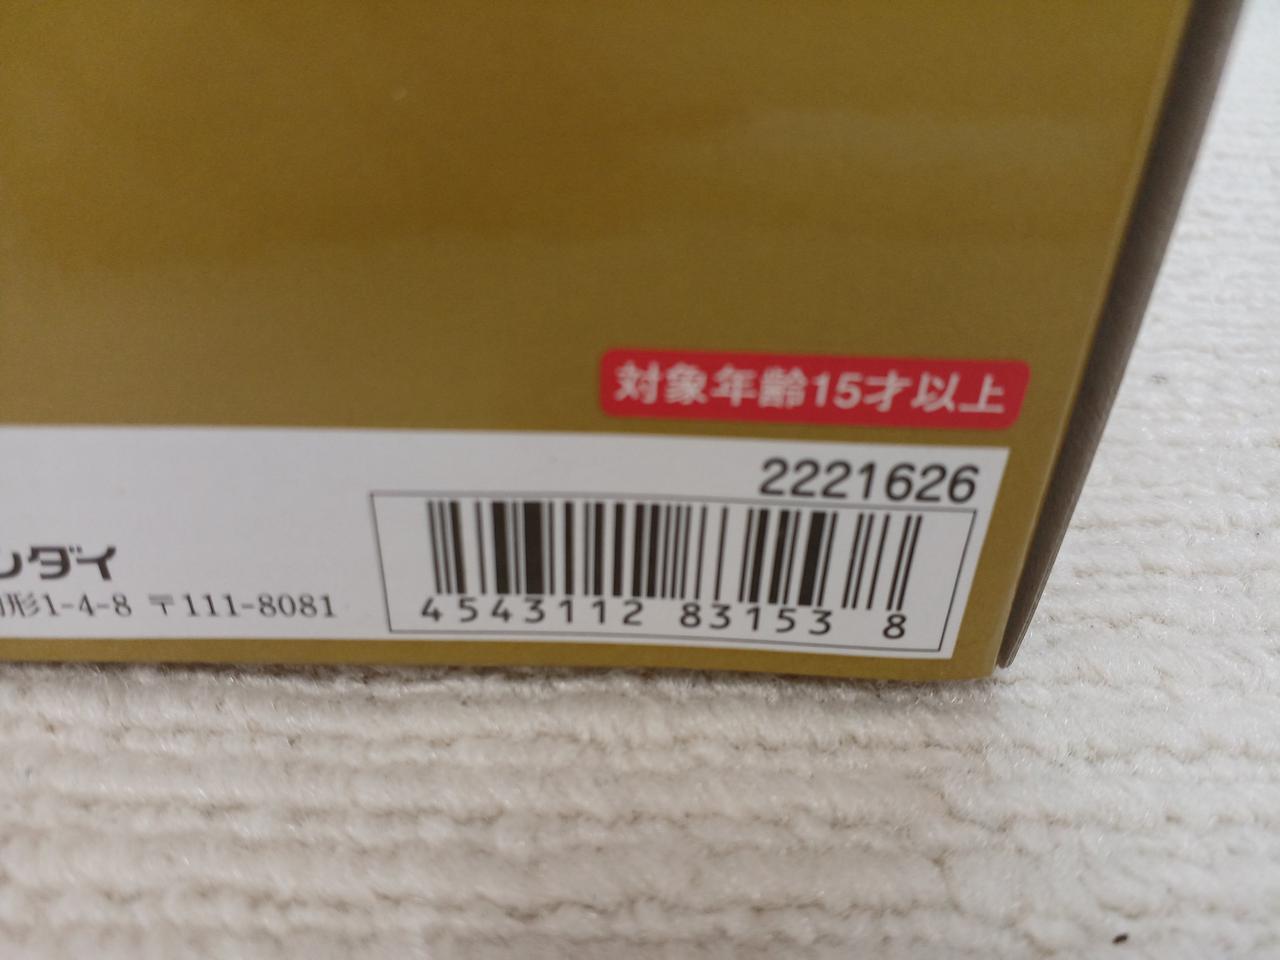 対象年齢15才以上
2221626
ンダイ
形1-4-8 〒111-8081
4543112 83153 8